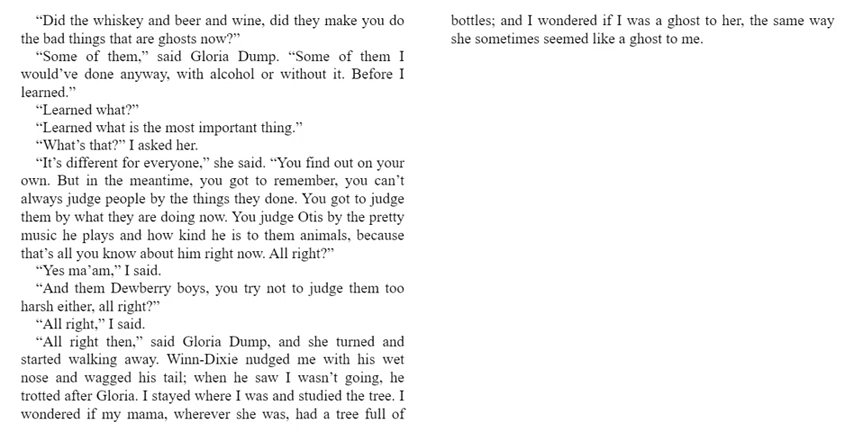 “Did the whiskey and beer and wine, did they make you do
the bad things that are ghosts now?”
“Some of them,” said Gloria Dump. “Some of them I
would’ve done anyway, with alcohol or without it. Before I
learned.”
“Learned what?”
“Learned what is the most important thing.”
“What’s that?” I asked her.
“It’s different for everyone,” she said. “You find out on your
own. But in the meantime, you got to remember, you can’t
always judge people by the things they done. You got to judge
them by what they are doing now. You judge Otis by the pretty
music he plays and how kind he is to them animals, because
that’s all you know about him right now. All right?”
“Yes ma’am,” I said.
“And them Dewberry boys, you try not to judge them too
harsh either, all right?”
“All right,” I said.
“All right then,” said Gloria Dump, and she turned and
started walking away. Winn-Dixie nudged me with his wet
nose and wagged his tail; when he saw I wasn’t going, he
trotted after Gloria. I stayed where I was and studied the tree. I
wondered if my mama, wherever she was, had a tree full of
bottles; and I wondered if I was a ghost to her, the same way
she sometimes seemed like a ghost to me.